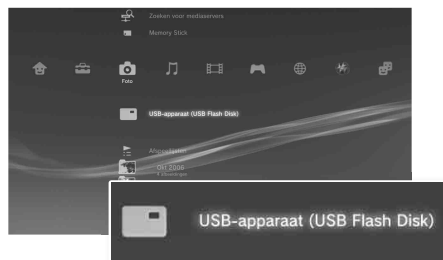 Zoeken voor mediaservers
Memory Stick
Foto
USB-apparaat (USB Flash Disk)
Afspeellijsten
Okt 2006
USB-apparaat (USB Flash Disk)